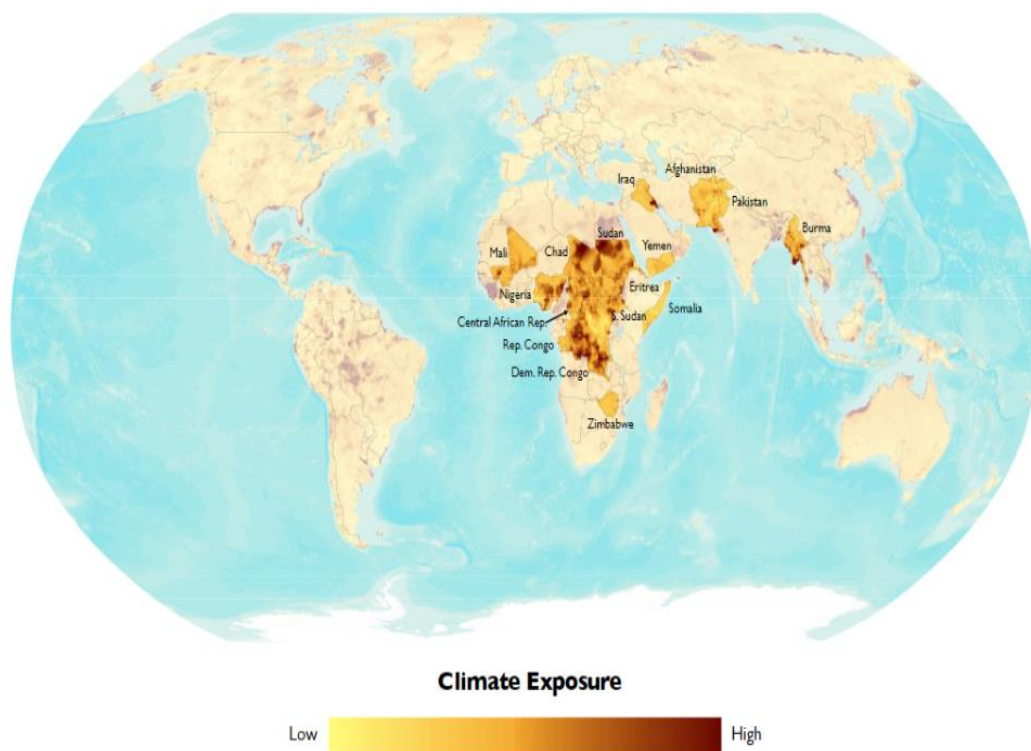 Afghanistan
Iraq
Pakistan
Burma
Sudan
Mali
Chad
Yemen
Nigeria
Eritrea
Somalia
Central African Rep.
S. Sudan
Rep. Congo
Dem. Rep. Congo
Zimbabwe
Climate Exposure
Low High